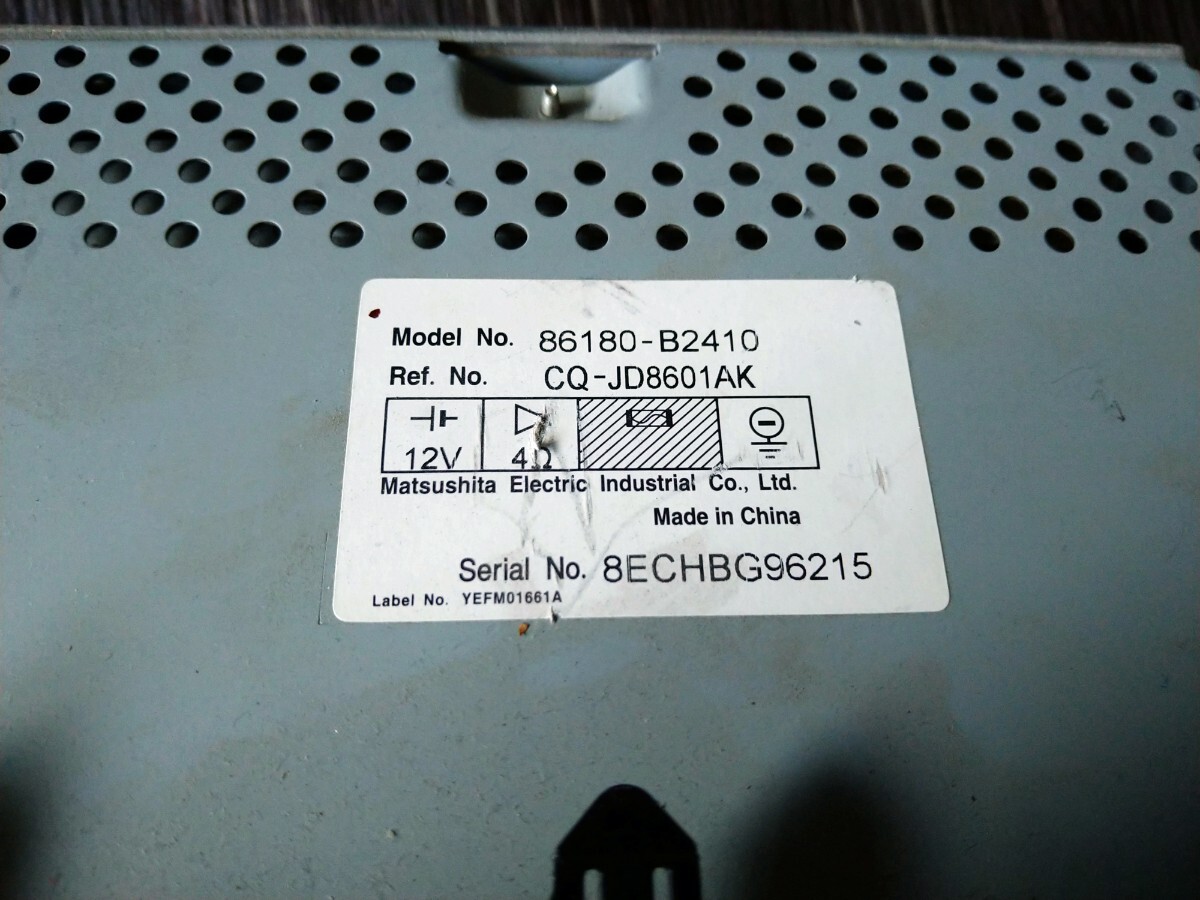 Model No. 86180-B2410
Ref. No. CQ-JD8601AK
12V 4Ω
Matsushita Electric Industrial Co., Ltd.
Made in China
Serial No. 8ECHBG96215
Label No. YEFM01661A